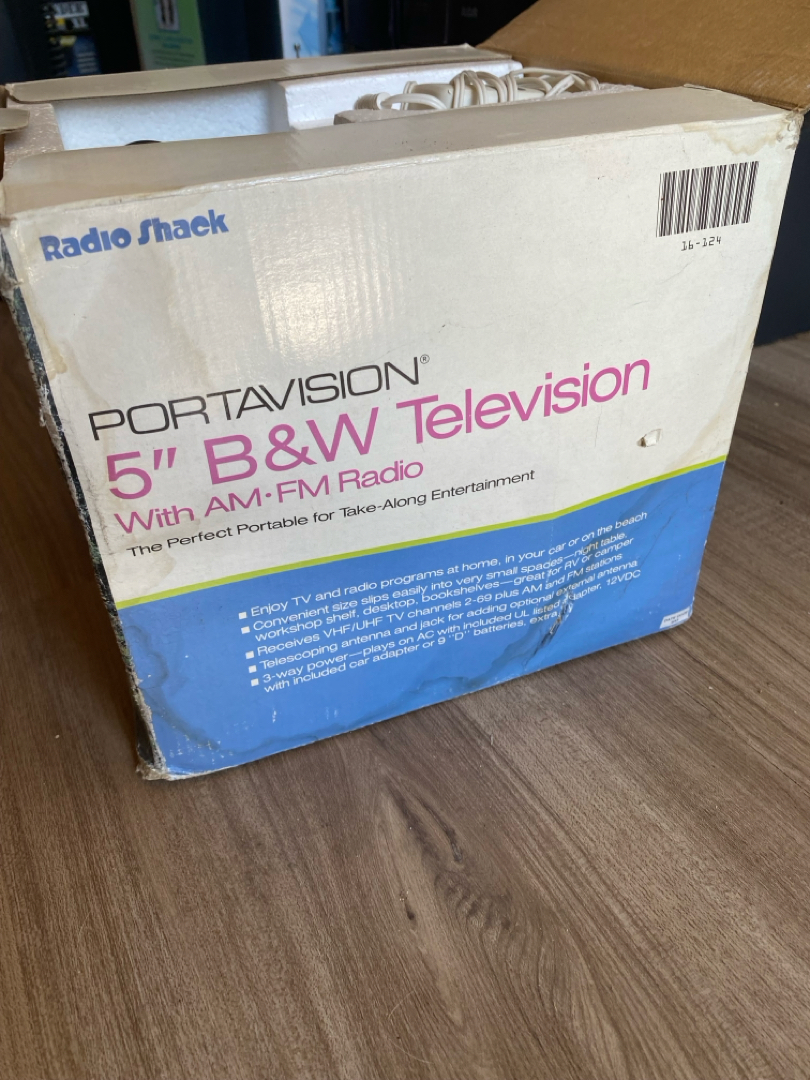 Radio Shack
16-124
PORTAVISION®
5" B&W Television
With AM•FM Radio
The Perfect Portable for Take-Along Entertainment
■ Enjoy TV and radio programs at home, in your car or on the beach
■ Convenient size slips easily into very small spaces—night table,
workshop shelf, desktop, bookshelves—great for RV or camper
■ Receives VHF/UHF TV channels 2-69 plus AM and FM stations
■ Telescoping antenna and jack for adding optional external antenna
■ 3-way power—plays on AC with included UL listed adapter, 12VDC
with included car adapter or 9 "D" batteries, extra